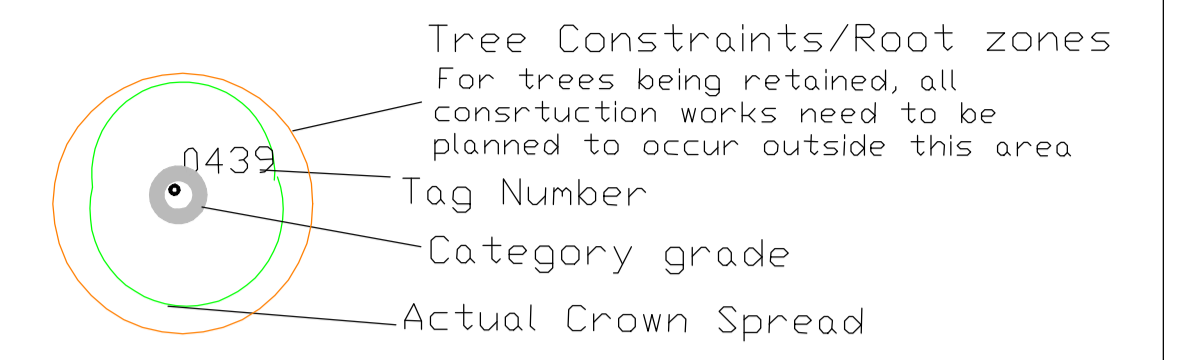 Tree Constraints/Root zones
For trees being retained, all
consrtuction works need to be
planned to occur outside this area
0439
Tag Number
Category grade
Actual Crown Spread